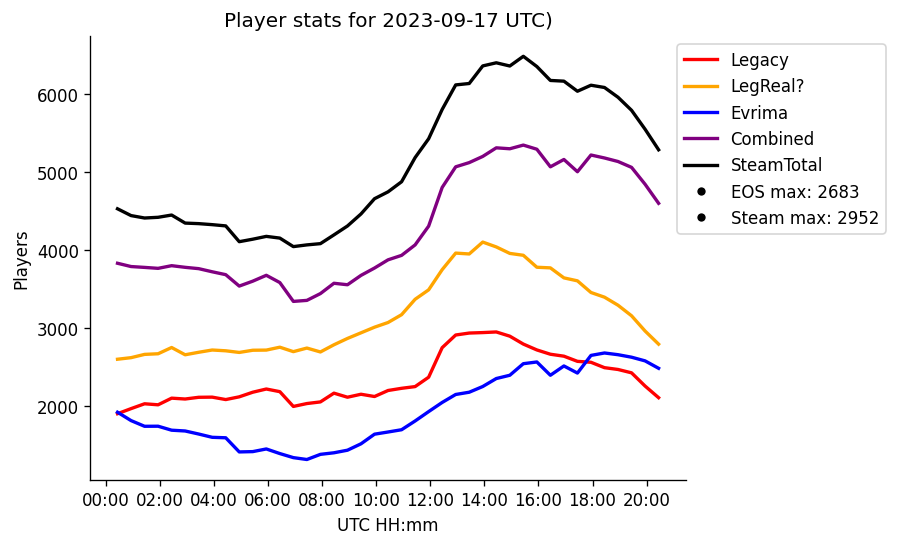 Player stats for 2023-09-17 UTC)
Legacy
LegReal?
Evrima
Combined
SteamTotal
EOS max: 2683
Steam max: 2952
Players
6000
5000
4000
3000
2000
00:00 02:00 04:00 06:00 08:00 10:00 12:00 14:00 16:00 18:00 20:00
UTC HH:mm